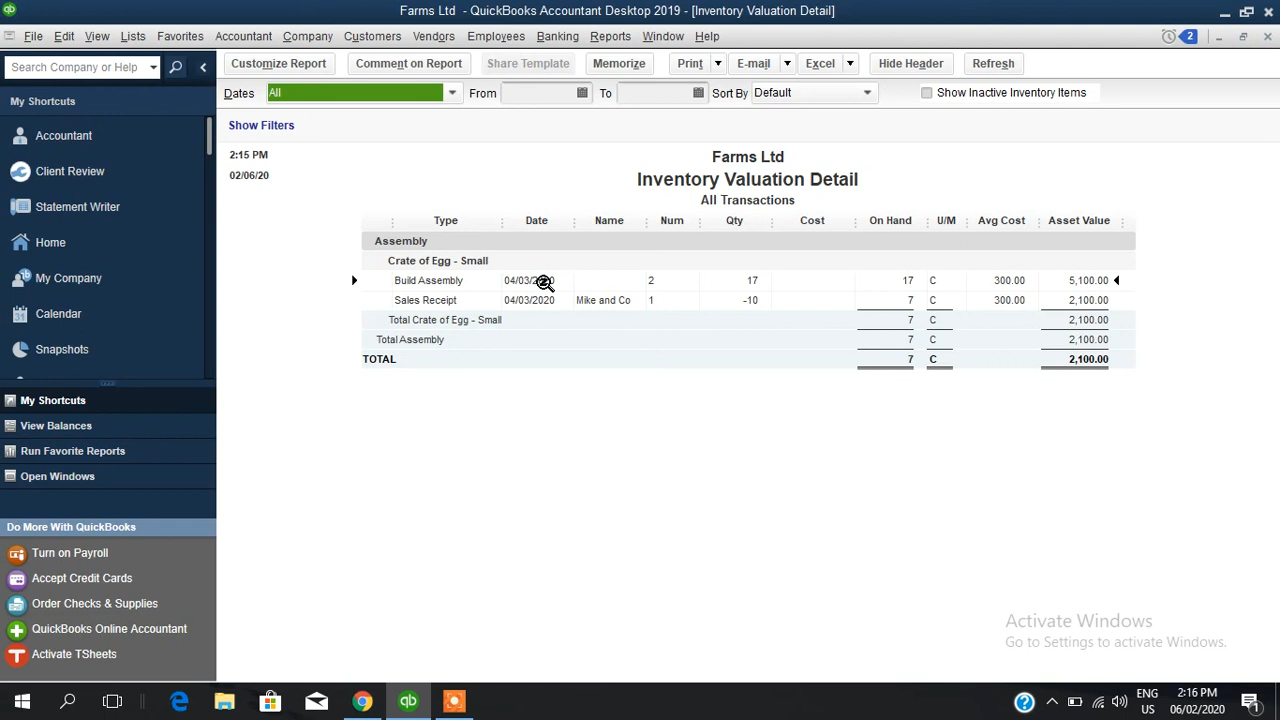 Farms Ltd - QuickBooks Accountant Desktop 2019 - [Inventory Valuation Detail]
File Edit View Lists Favorites Accountant Company Customers Vendors Employees Banking Reports Window Help 2
Search Company or Help
Customize Report Comment on Report Share Template Memorize Print E-mail Excel Hide Header Refresh
Dates All From To Sort By Default Show Inactive Inventory Items
Show Filters
My Shortcuts
Accountant
Client Review
Statement Writer
Home
My Company
Calendar
Snapshots
My Shortcuts
View Balances
Run Favorite Reports
Open Windows
Do More With QuickBooks
Turn on Payroll
Accept Credit Cards
Order Checks & Supplies
QuickBooks Online Accountant
Activate TSheets
2:15 PM
02/06/20
Farms Ltd
Inventory Valuation Detail
All Transactions
Type Date Name Num Qty Cost On Hand U/M Avg Cost Asset Value
Assembly
Crate of Egg - Small
Build Assembly 04/03/2020 2 17 17 C 300.00 5,100.00
Sales Receipt 04/03/2020 Mike and Co 1 -10 7 C 300.00 2,100.00
Total Crate of Egg - Small 7 C 2,100.00
Total Assembly 7 C 2,100.00
TOTAL 7 C 2,100.00
Activate Windows
Go to Settings to activate Windows.
ENG
US
2:16 PM
06/02/2020
1